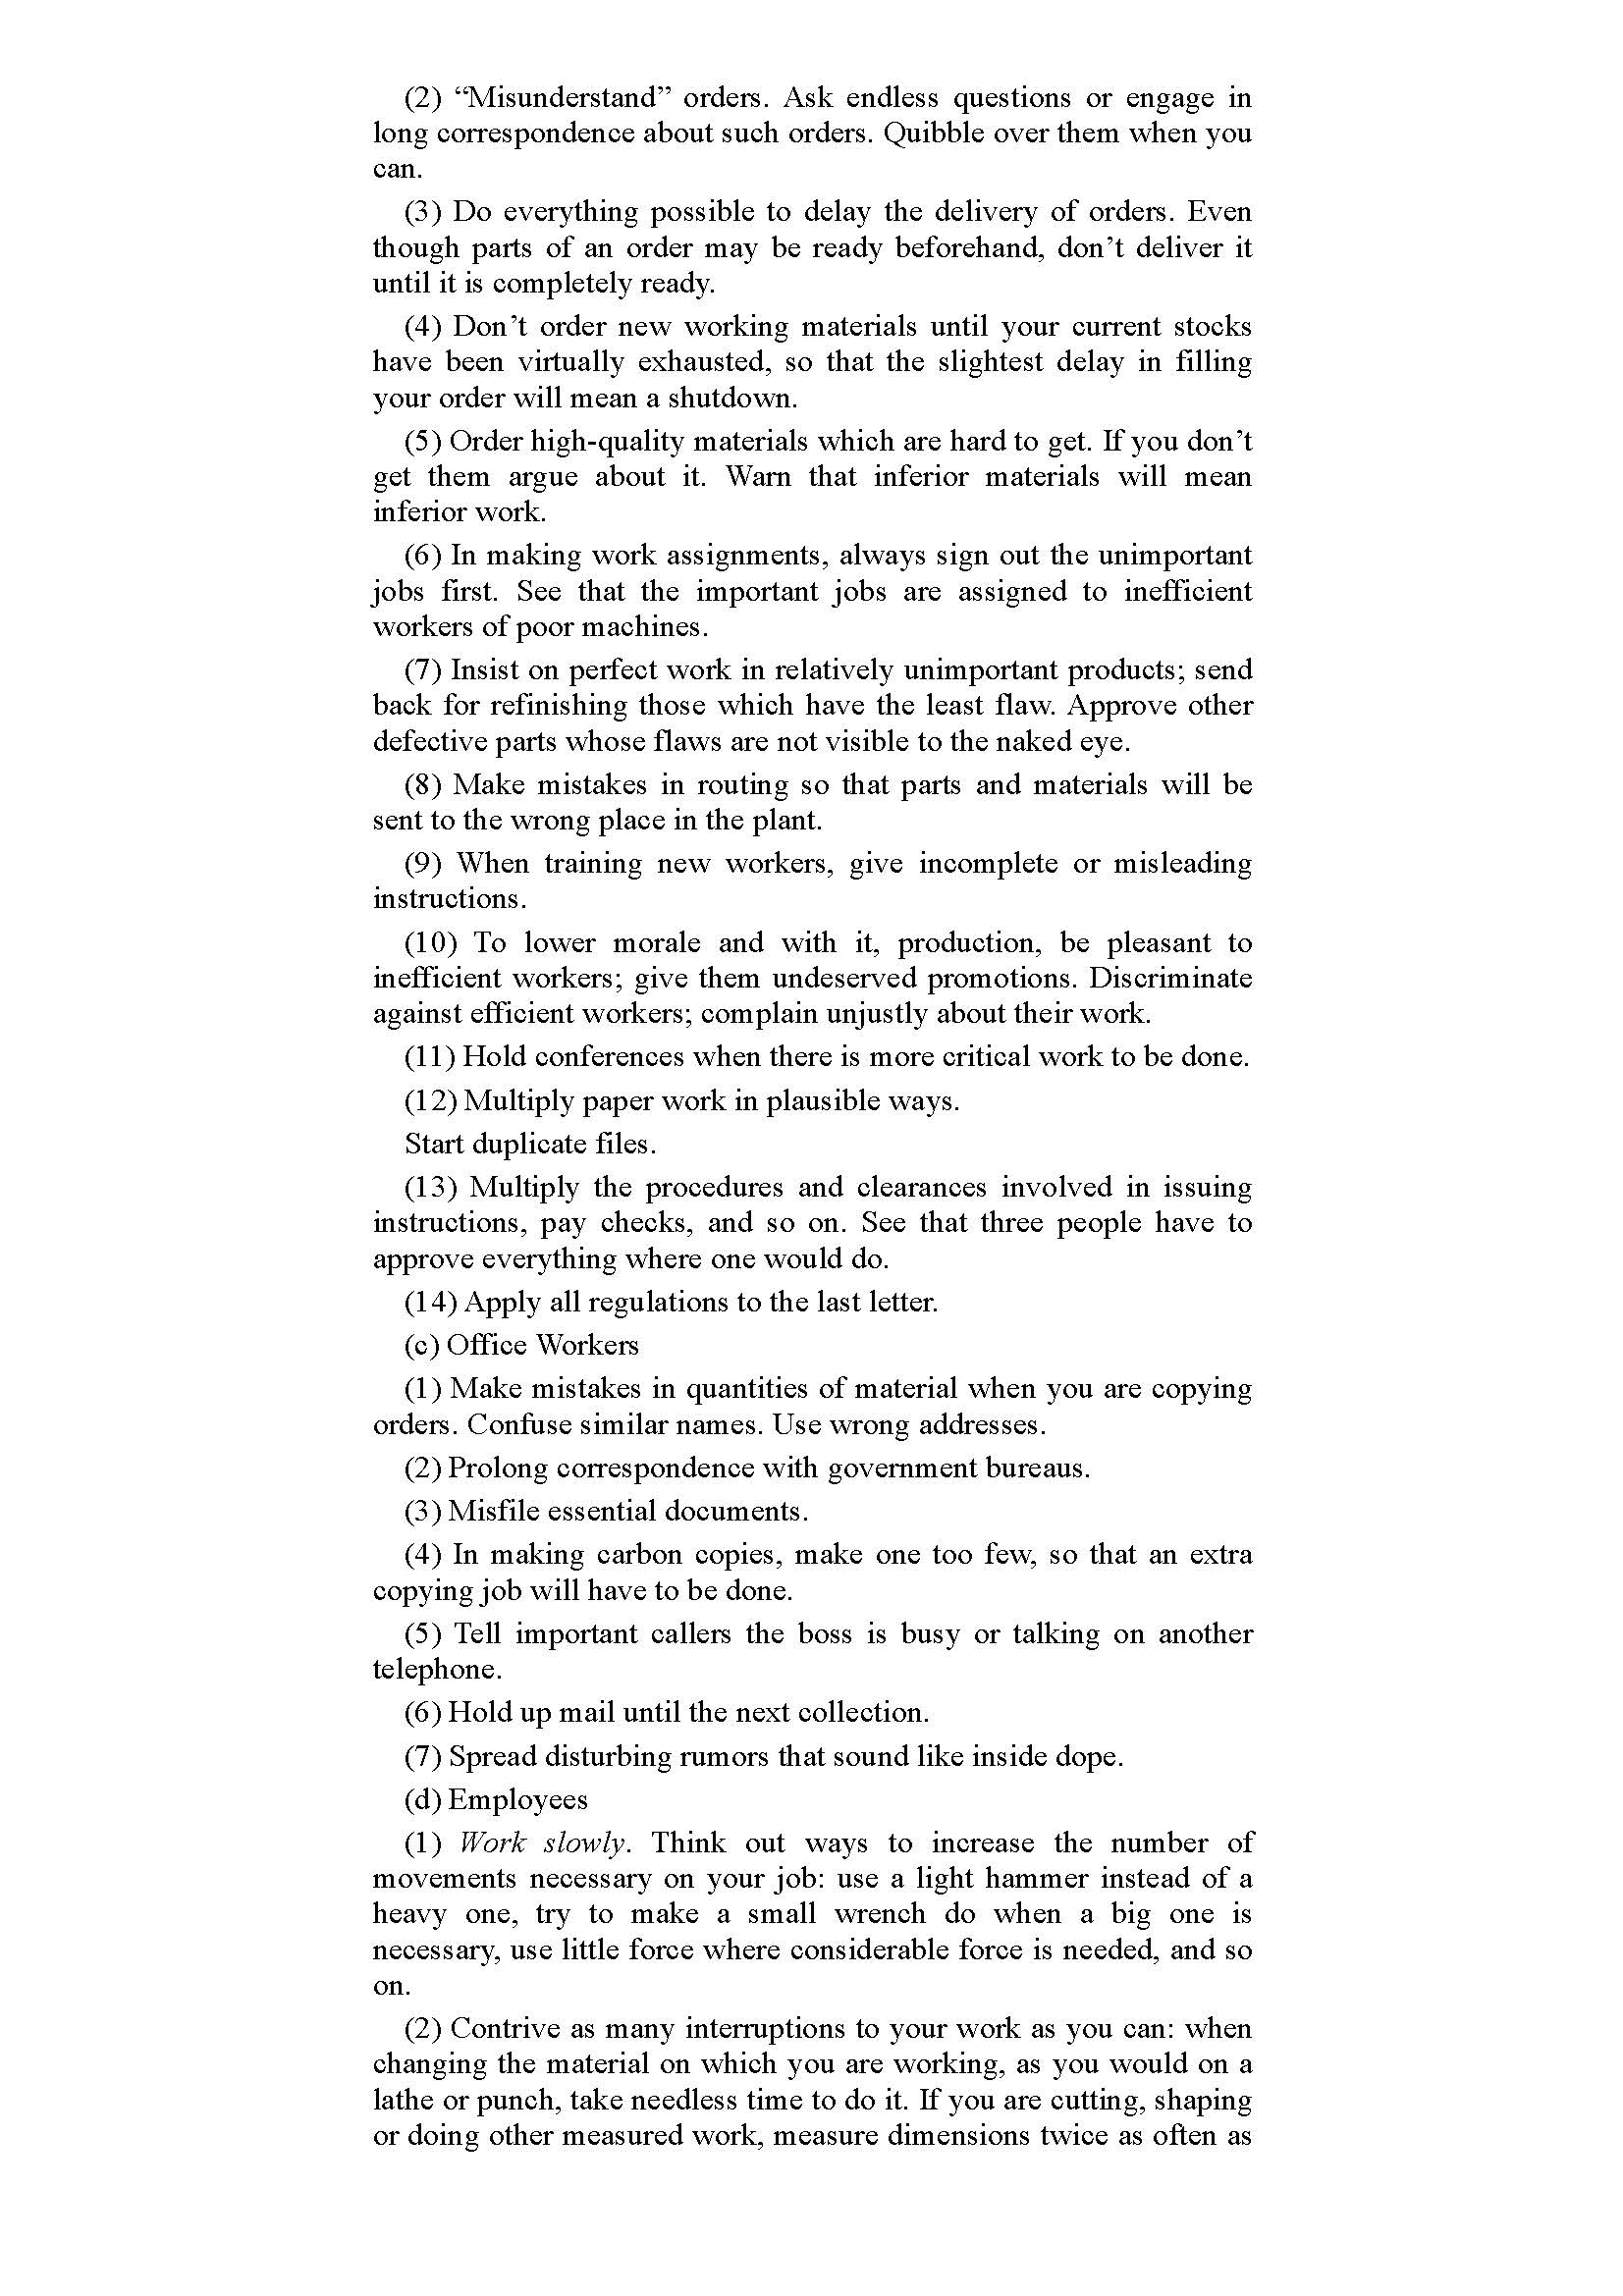 (2) “Misunderstand” orders. Ask endless questions or engage in
long correspondence about such orders. Quibble over them when you
can.
(3) Do everything possible to delay the delivery of orders. Even
though parts of an order may be ready beforehand, don’t deliver it
until it is completely ready.
(4) Don’t order new working materials until your current stocks
have been virtually exhausted, so that the slightest delay in filling
your order will mean a shutdown.
(5) Order high-quality materials which are hard to get. If you don’t
get them argue about it. Warn that inferior materials will mean
inferior work.
(6) In making work assignments, always sign out the unimportant
jobs first. See that the important jobs are assigned to inefficient
workers of poor machines.
(7) Insist on perfect work in relatively unimportant products; send
back for refinishing those which have the least flaw. Approve other
defective parts whose flaws are not visible to the naked eye.
(8) Make mistakes in routing so that parts and materials will be
sent to the wrong place in the plant.
(9) When training new workers, give incomplete or misleading
instructions.
(10) To lower morale and with it, production, be pleasant to
inefficient workers; give them undeserved promotions. Discriminate
against efficient workers; complain unjustly about their work.
(11) Hold conferences when there is more critical work to be done.
(12) Multiply paper work in plausible ways.
Start duplicate files.
(13) Multiply the procedures and clearances involved in issuing
instructions, pay checks, and so on. See that three people have to
approve everything where one would do.
(14) Apply all regulations to the last letter.
(c) Office Workers
(1) Make mistakes in quantities of material when you are copying
orders. Confuse similar names. Use wrong addresses.
(2) Prolong correspondence with government bureaus.
(3) Misfile essential documents.
(4) In making carbon copies, make one too few, so that an extra
copying job will have to be done.
(5) Tell important callers the boss is busy or talking on another
telephone.
(6) Hold up mail until the next collection.
(7) Spread disturbing rumors that sound like inside dope.
(d) Employees
(1) Work slowly. Think out ways to increase the number of
movements necessary on your job: use a light hammer instead of a
heavy one, try to make a small wrench do when a big one is
necessary, use little force where considerable force is needed, and so
on.
(2) Contrive as many interruptions to your work as you can: when
changing the material on which you are working, as you would on a
lathe or punch, take needless time to do it. If you are cutting, shaping
or doing other measured work, measure dimensions twice as often as